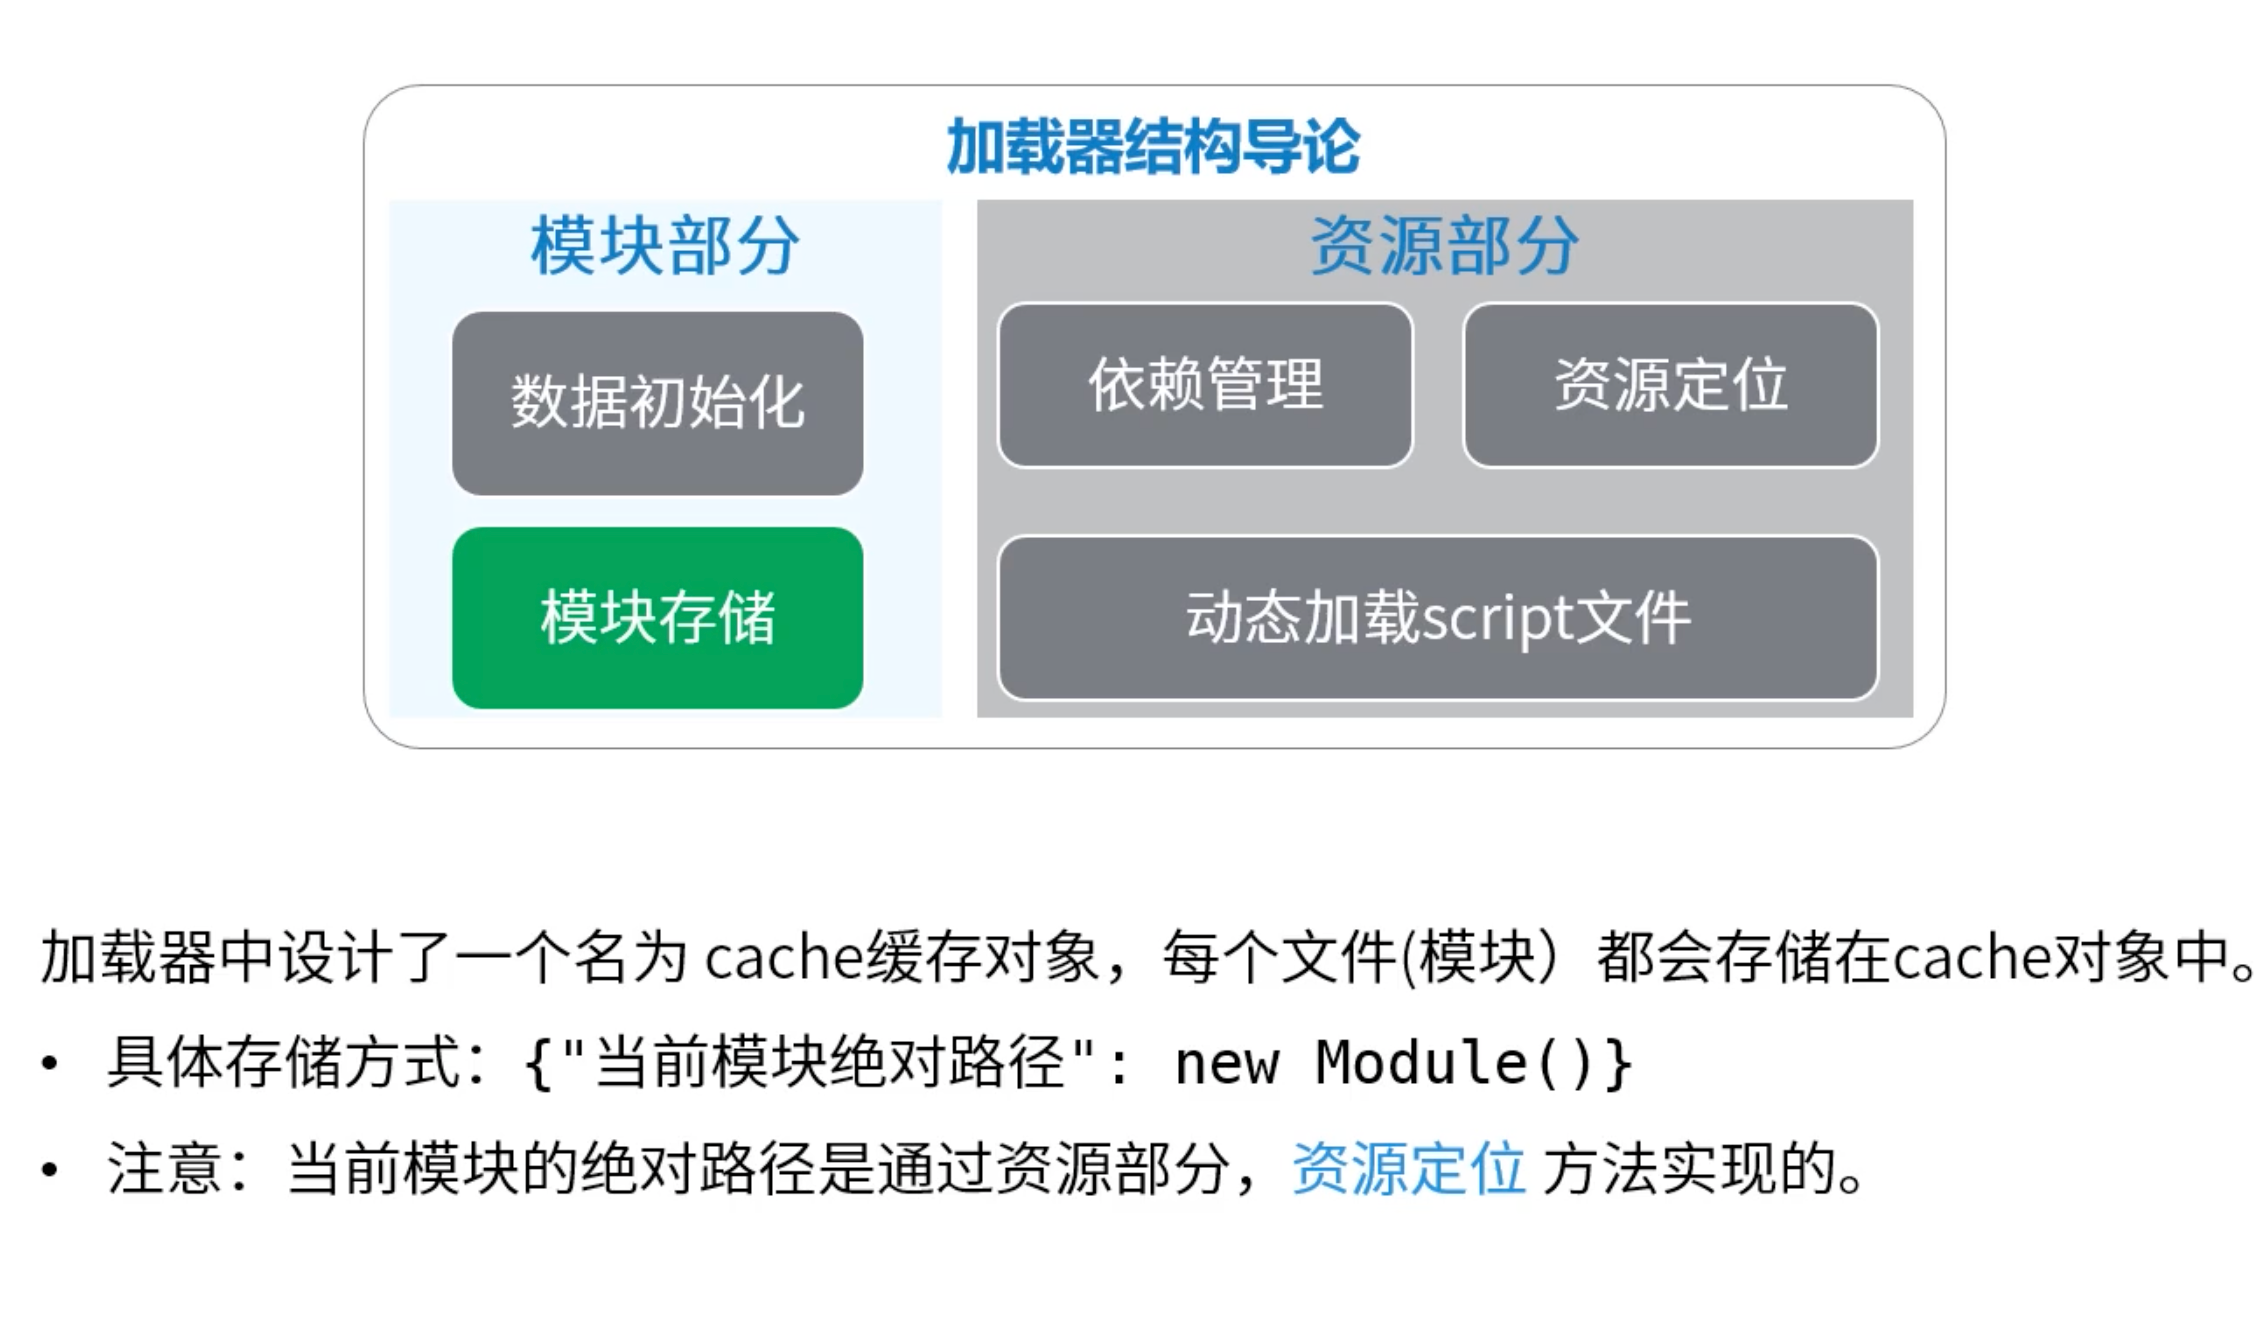 加载器结构导论
模块部分
数据初始化
模块存储
资源部分
依赖管理
资源定位
动态加载script文件
加载器中设计了一个名为 cache缓存对象，每个文件(模块）都会存储在cache对象中。
• 具体存储方式：{"当前模块绝对路径": new Module()}
• 注意：当前模块的绝对路径是通过资源部分，资源定位 方法实现的。